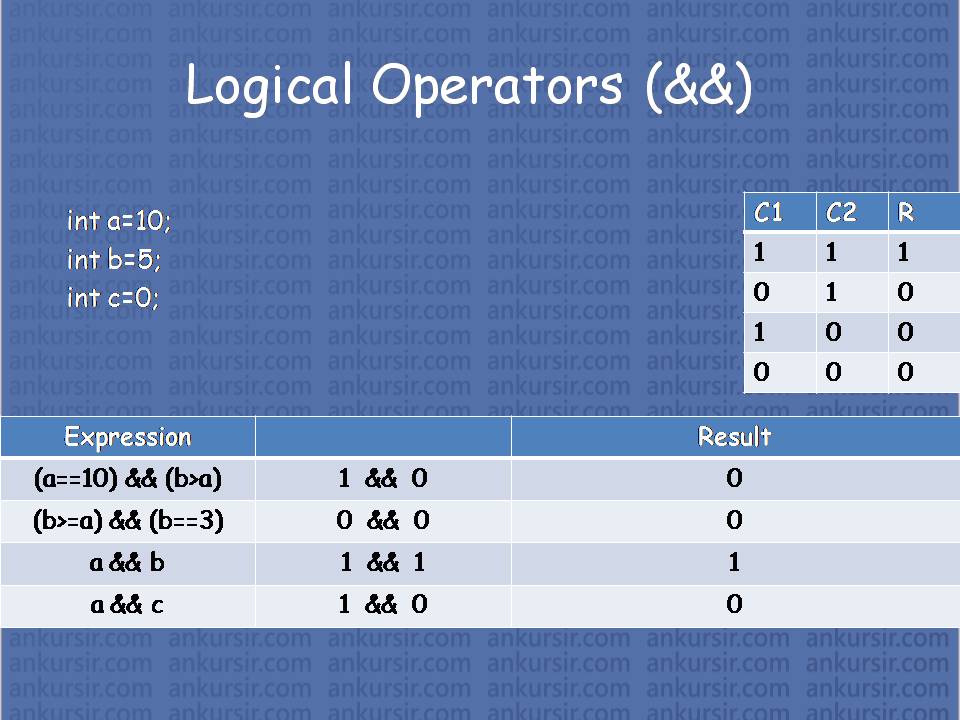 Logical Operators (&&)
int a=10;
int b=5;
int c=0;
C1 C2 R
1 1 1
0 1 0
1 0 0
0 0 0
Expression Result
(a==10) && (b>a) 1 && 0 0
(b>=a) && (b==3) 0 && 0 0
a && b 1 && 1 1
a && c 1 && 0 0
ankursir.com